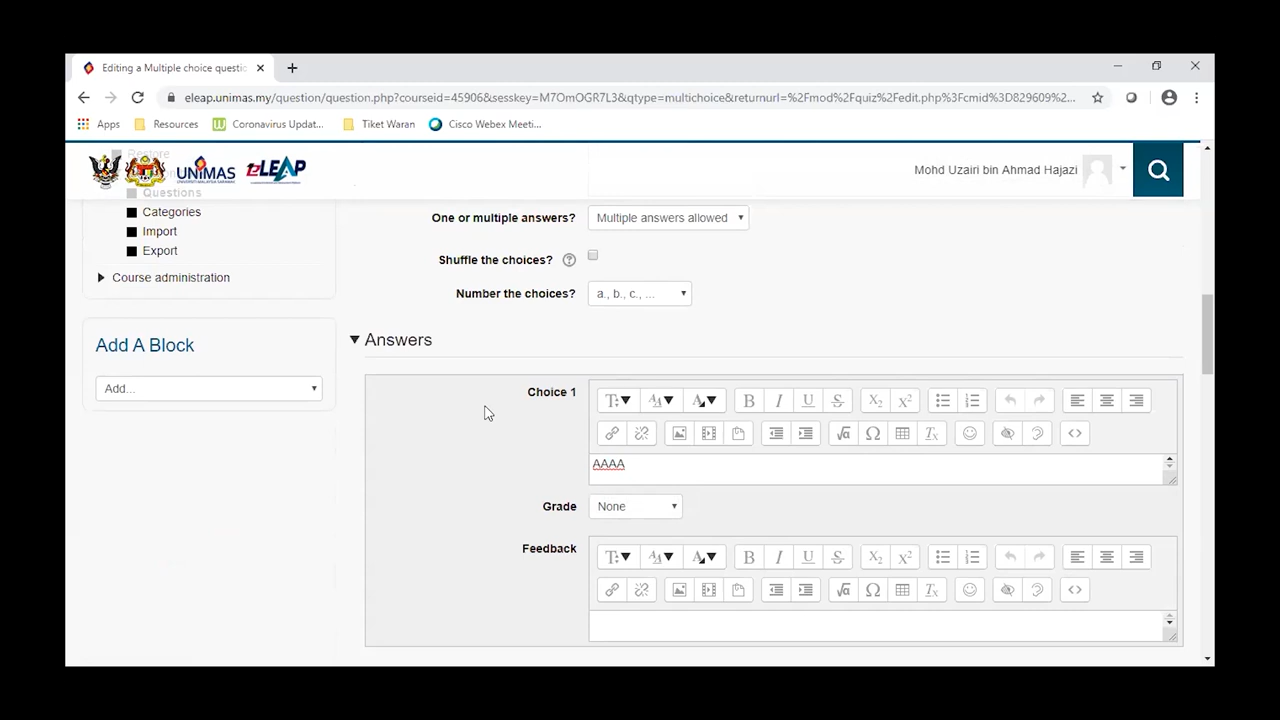 Editing a Multiple choice questio
eleap.unimas.my/question/question.php?courseid=45906&sesskey=M7OmOGR7L3&qtype=multichoice&returnurl=%2Fmod%2Fquiz%2Fedit.php%3Fcmid%3D829609%2...
Apps Resources Coronavirus Updat... Tiket Waran Cisco Webex Meeti...
Restore
UNIMAS eLEAP Mohd Uzairi bin Ahmad Hajazi
Questions
Categories
Import
Export
Course administration
Add A Block
Add...
One or multiple answers? Multiple answers allowed
Shuffle the choices?
Number the choices? a., b., c., ...
Answers
Choice 1
AAAA
Grade None
Feedback